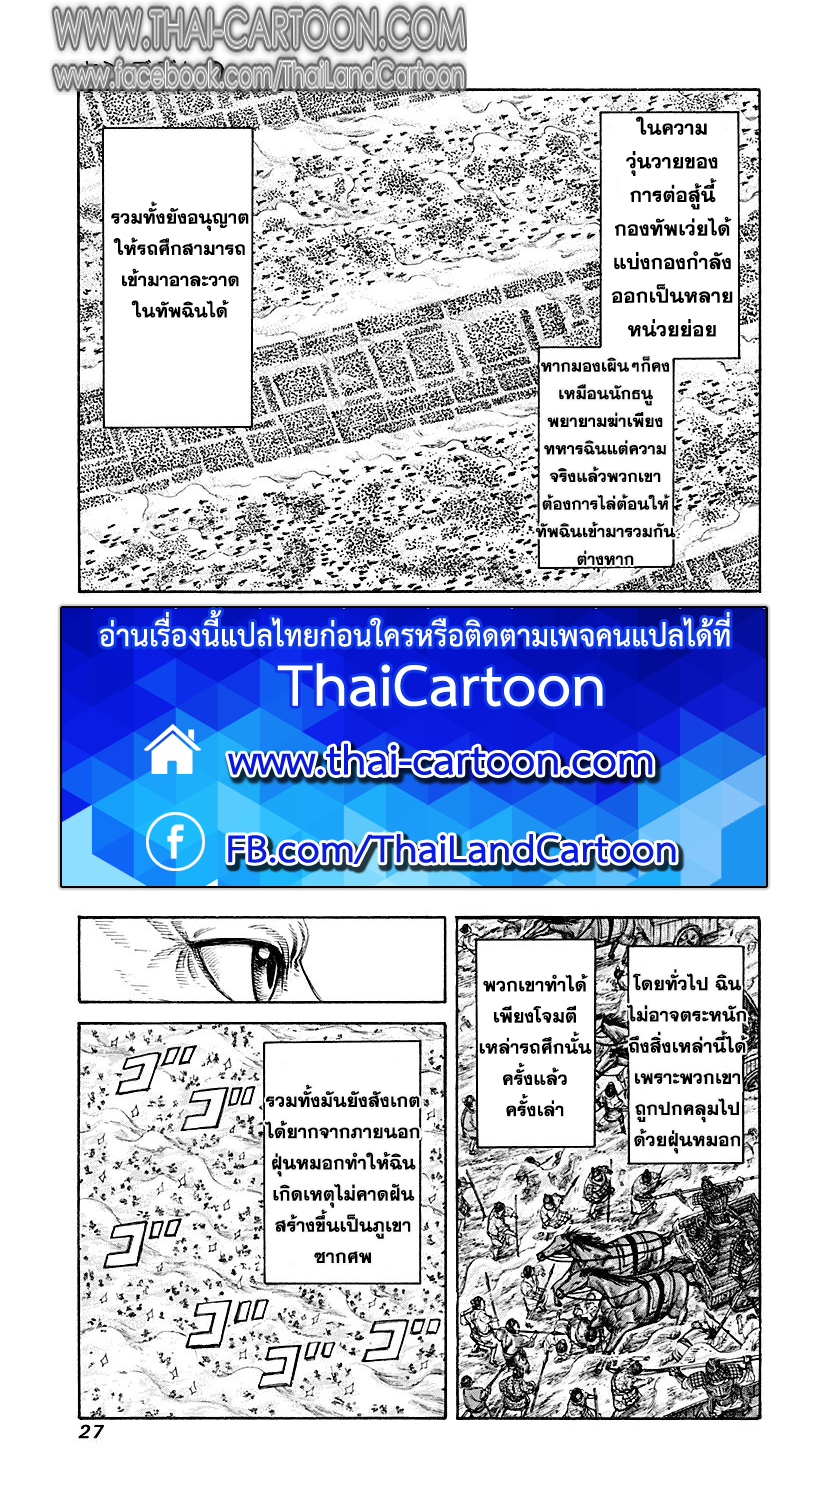 WWW.THAI-CARTOON.COM
www.facebook.com/ThaiLandCartoon
ในความ
วุ่นวายของ
การต่อสู้นี้
กองทัพเว่ยได้
แบ่งกองกำลัง
ออกเป็นหลาย
หน่วยย่อย
หากมองเผินๆก็คง
เหมือนนักธนู
พยายามฆ่าเพียง
ทหารฉินแต่ความ
จริงแล้วพวกเขา
ต้องการไล่ต้อนให้
ทัพฉินเข้ามารวมกัน
ต่างหาก
รวมทั้งยังอนุญาต
ให้รถศึกสามารถ
เข้ามาอาละวาด
ในทัพฉินได้
อ่านเรื่องนี้แปลไทยก่อนใครหรือติดตามเพจคนแปลได้ที่
ThaiCartoon
www.thai-cartoon.com
f
FB.com/ThaiLandCartoon
โดยทั่วไป ฉิน
ไม่อาจตระหนัก
ถึงสิ่งเหล่านี้ได้
เพราะพวกเขา
ถูกปกคลุมไป
ด้วยฝุ่นหมอก
พวกเขาทำได้
เพียงโจมตี
เหล่ารถศึกนั้น
ครั้งแล้ว
ครั้งเล่า
รวมทั้งมันยังสังเกต
ได้ยากจากภายนอก
ฝุ่นหมอกทำให้ฉิน
เกิดเหตุไม่คาดฝัน
สร้างขึ้นเป็นภูเขา
ซากศพ
ゴ"
ゴ"
ゴ"
ゴ"
ゴ"
ゴ"
27